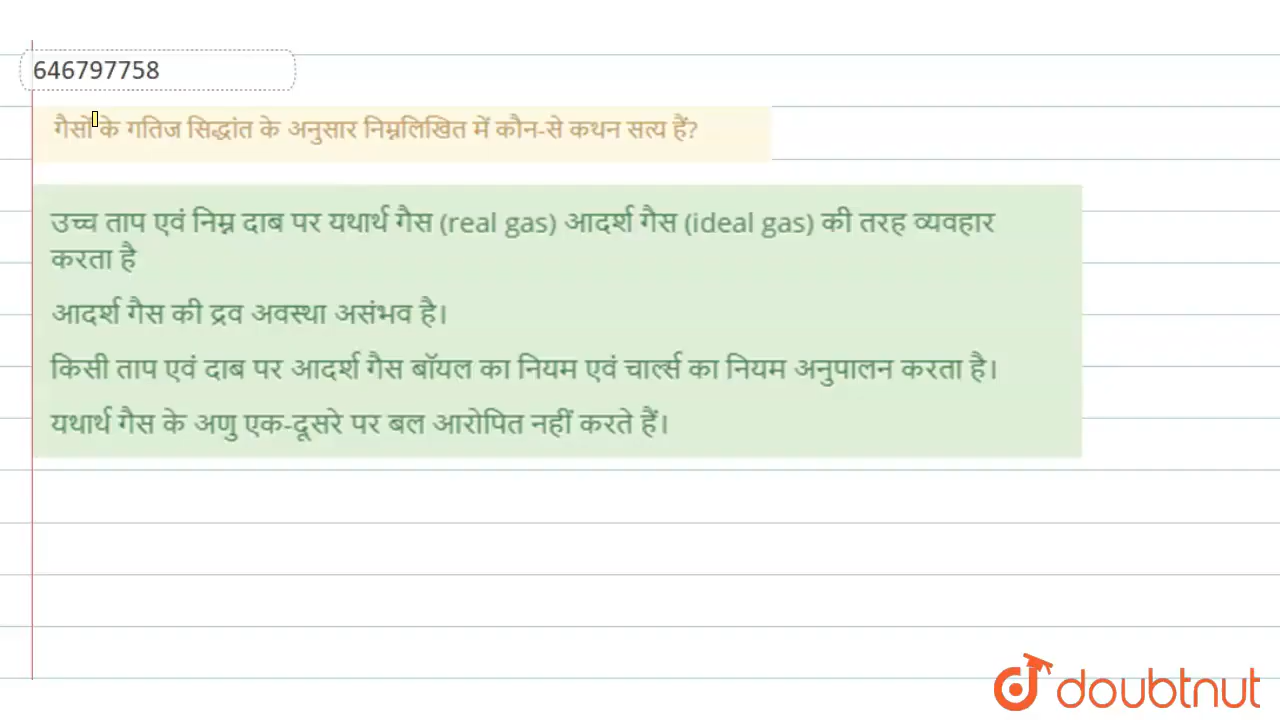 646797758
गैसों के गतिज सिद्धांत के अनुसार निम्नलिखित में कौन-से कथन सत्य हैं?
उच्च ताप एवं निम्न दाब पर यथार्थ गैस (real gas) आदर्श गैस (ideal gas) की तरह व्यवहार
करता है
आदर्श गैस की द्रव अवस्था असंभव है।
किसी ताप एवं दाब पर आदर्श गैस बॉयल का नियम एवं चार्ल्स का नियम अनुपालन करता है।
यथार्थ गैस के अणु एक-दूसरे पर बल आरोपित नहीं करते हैं।
doubtnut